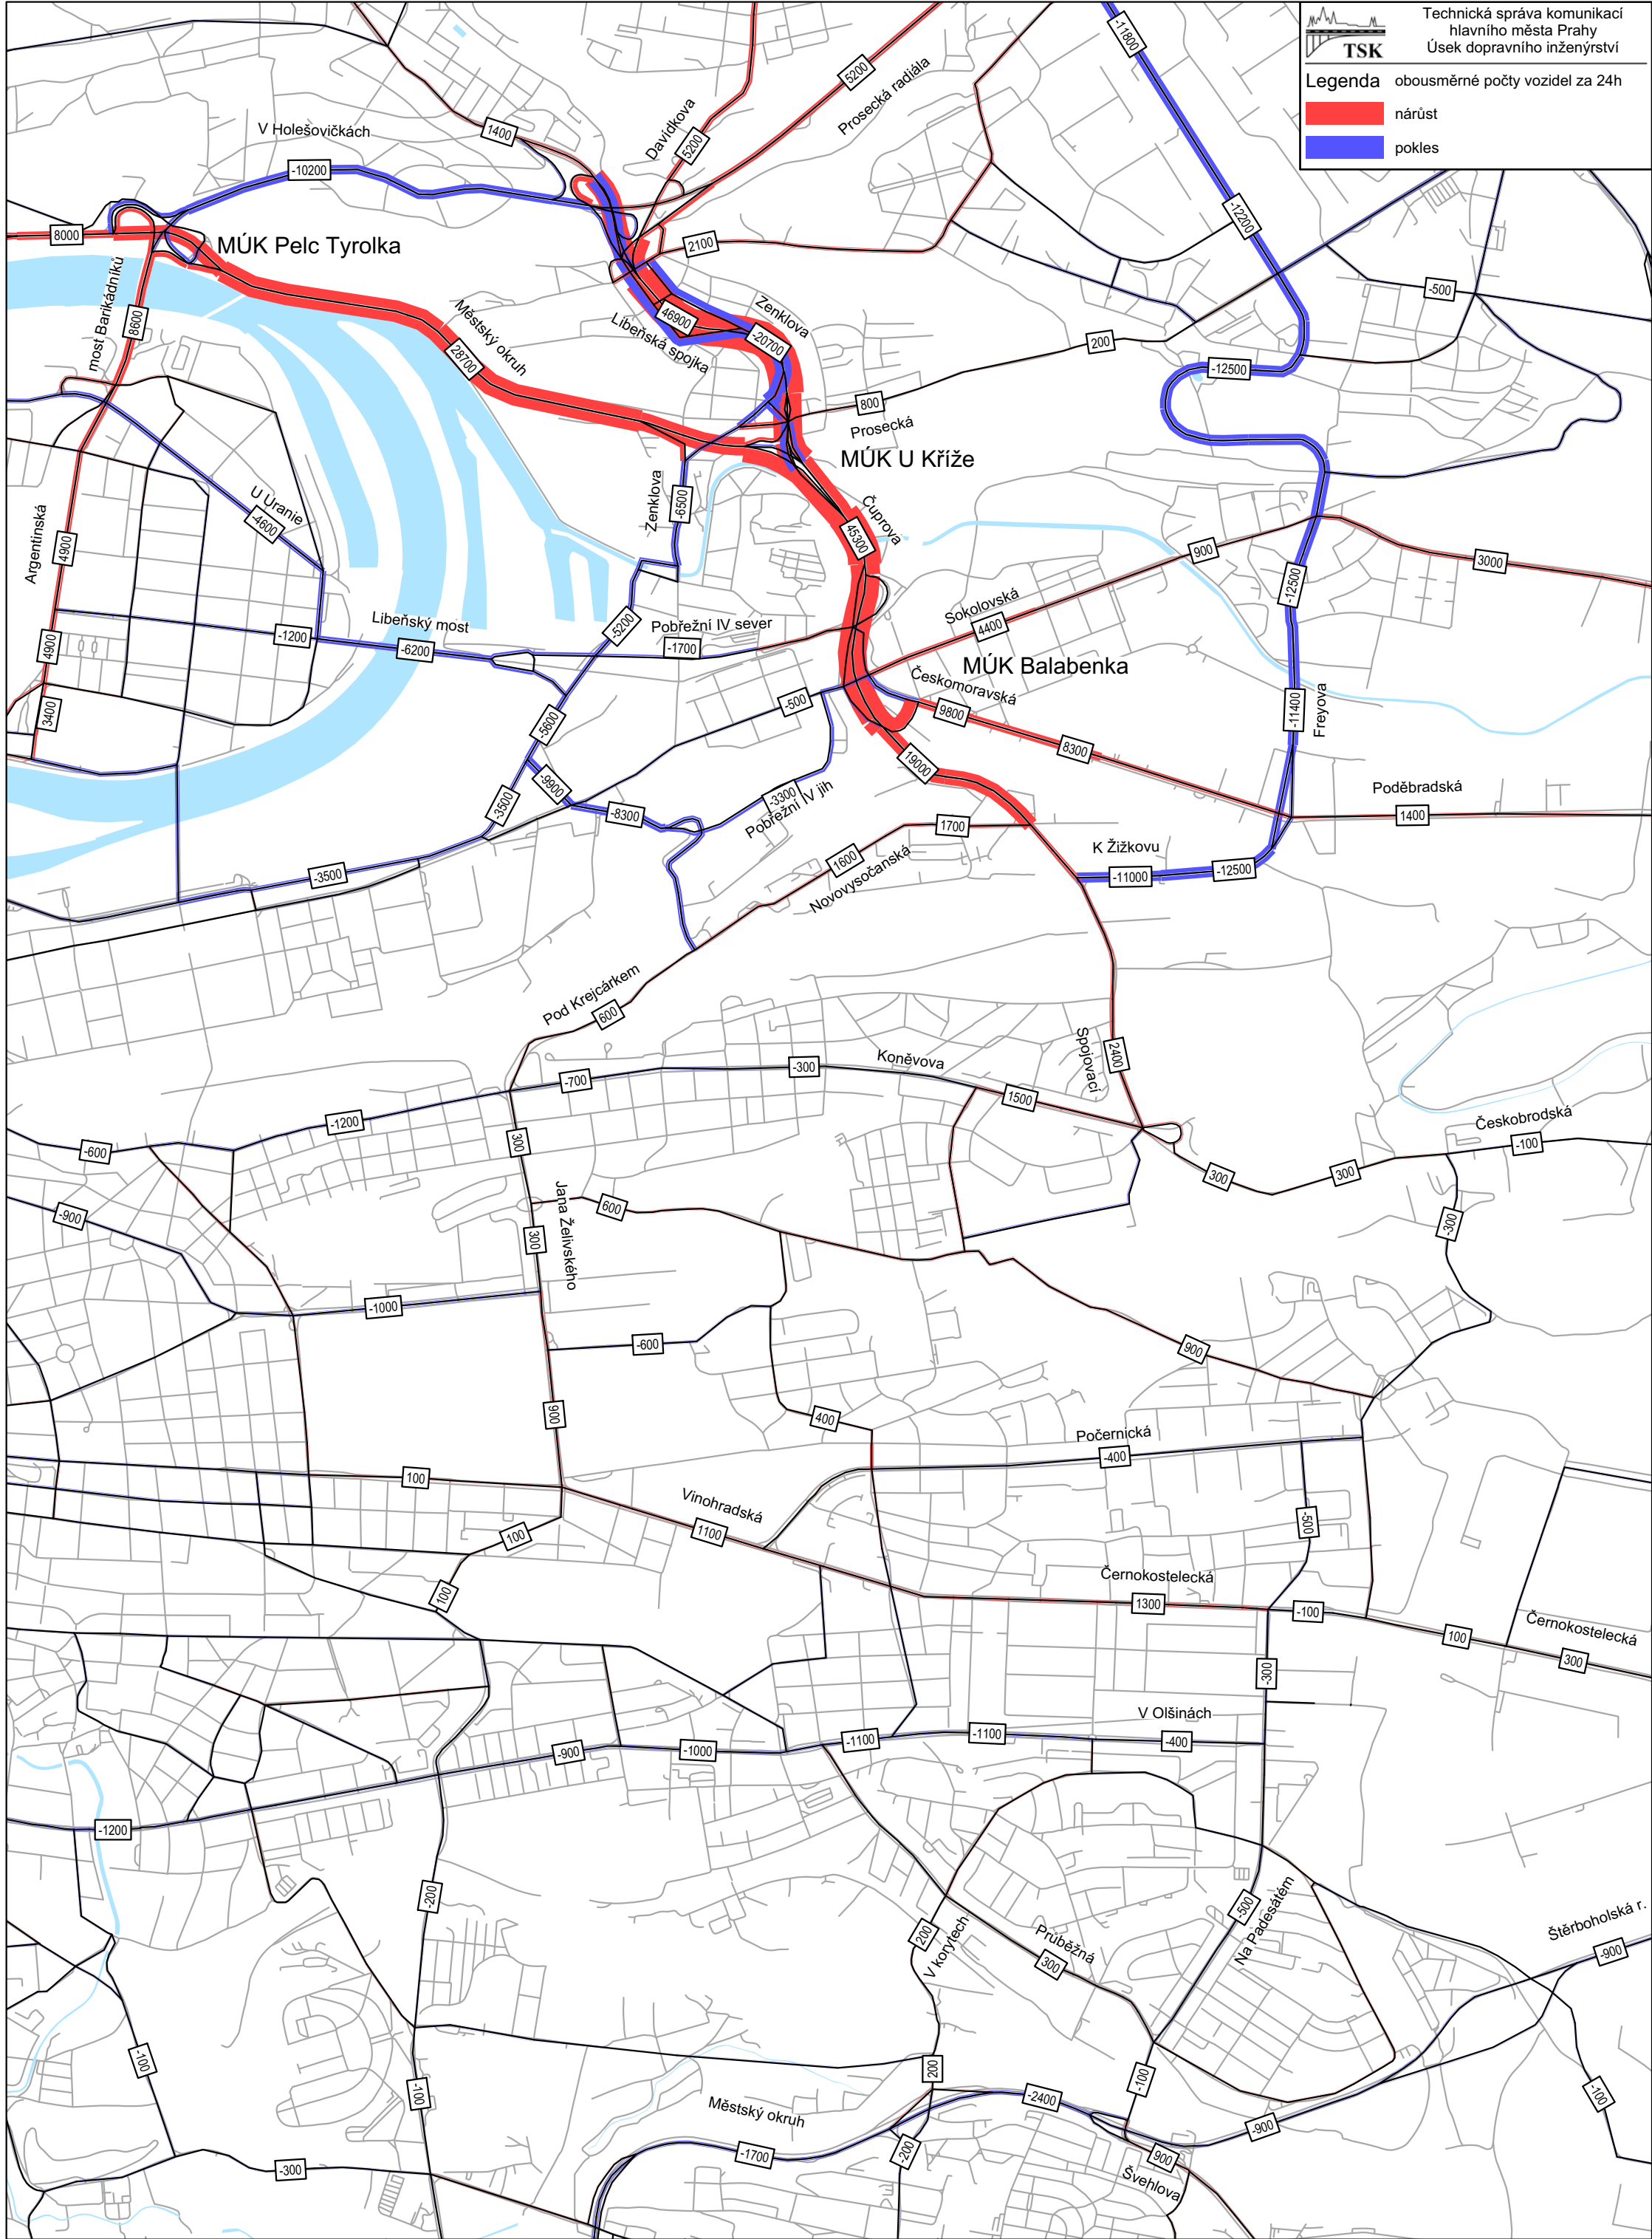 Technická správa komunikací
hlavního města Prahy
Úsek dopravního inženýrství
TSK
Legenda obousměrné počty vozidel za 24h
nárůst
pokles
-11800
5200
Prosecká radiála
Davídkova
5200
1400
V Holešovičkách
-10200
-1220
8000
MÚK Pelc Tyrolka
2100
-500
most Barikádníků
8600
Městský okruh
28700
46900
Libeňská spojka
Zenklova
-20700
200
-12500
800
Prosecká
MÚK U Kříže
Zenklova
-6500
Argentinská
4900
U Uranie
-4600
Čuprova
45300
900
3000
-12500
Sokolovská
4400
Libeňský most
-1200
-6200
-5200
Pobřežní IV sever
-1700
4900
MÚK Balabenka
Českomoravská
9800
-500
3400
-5600
8300
-11400
Freyova
19000
-9900
-3500
-8300
-3300
Pobřežní IV jih
Poděbradská
1400
1700
1600
Novovysočanská
K Žižkovu
-11000
-12500
-3500
Pod Krejcárkem
600
Koněvova
-300
-700
Spojovací
2400
1500
-1200
-600
300
Českobrodská
-100
300
300
-900
Jana Želivského
600
300
-300
-1000
-600
900
900
400
Počernická
-400
100
Vinohradská
1100
100
-500
100
Černokostelecká
1300
-100
100
Černokostelecká
300
-300
V Olšinách
-1100
-1100
-400
-900
-1000
-1200
-200
-500
Na Padesátém
200
V korytech
Průběžná
300
Štěrboholská r.
-900
-100
-100
200
-100
-100
-2400
Městský okruh
-1700
-200
-900
900
Švehlova
-300